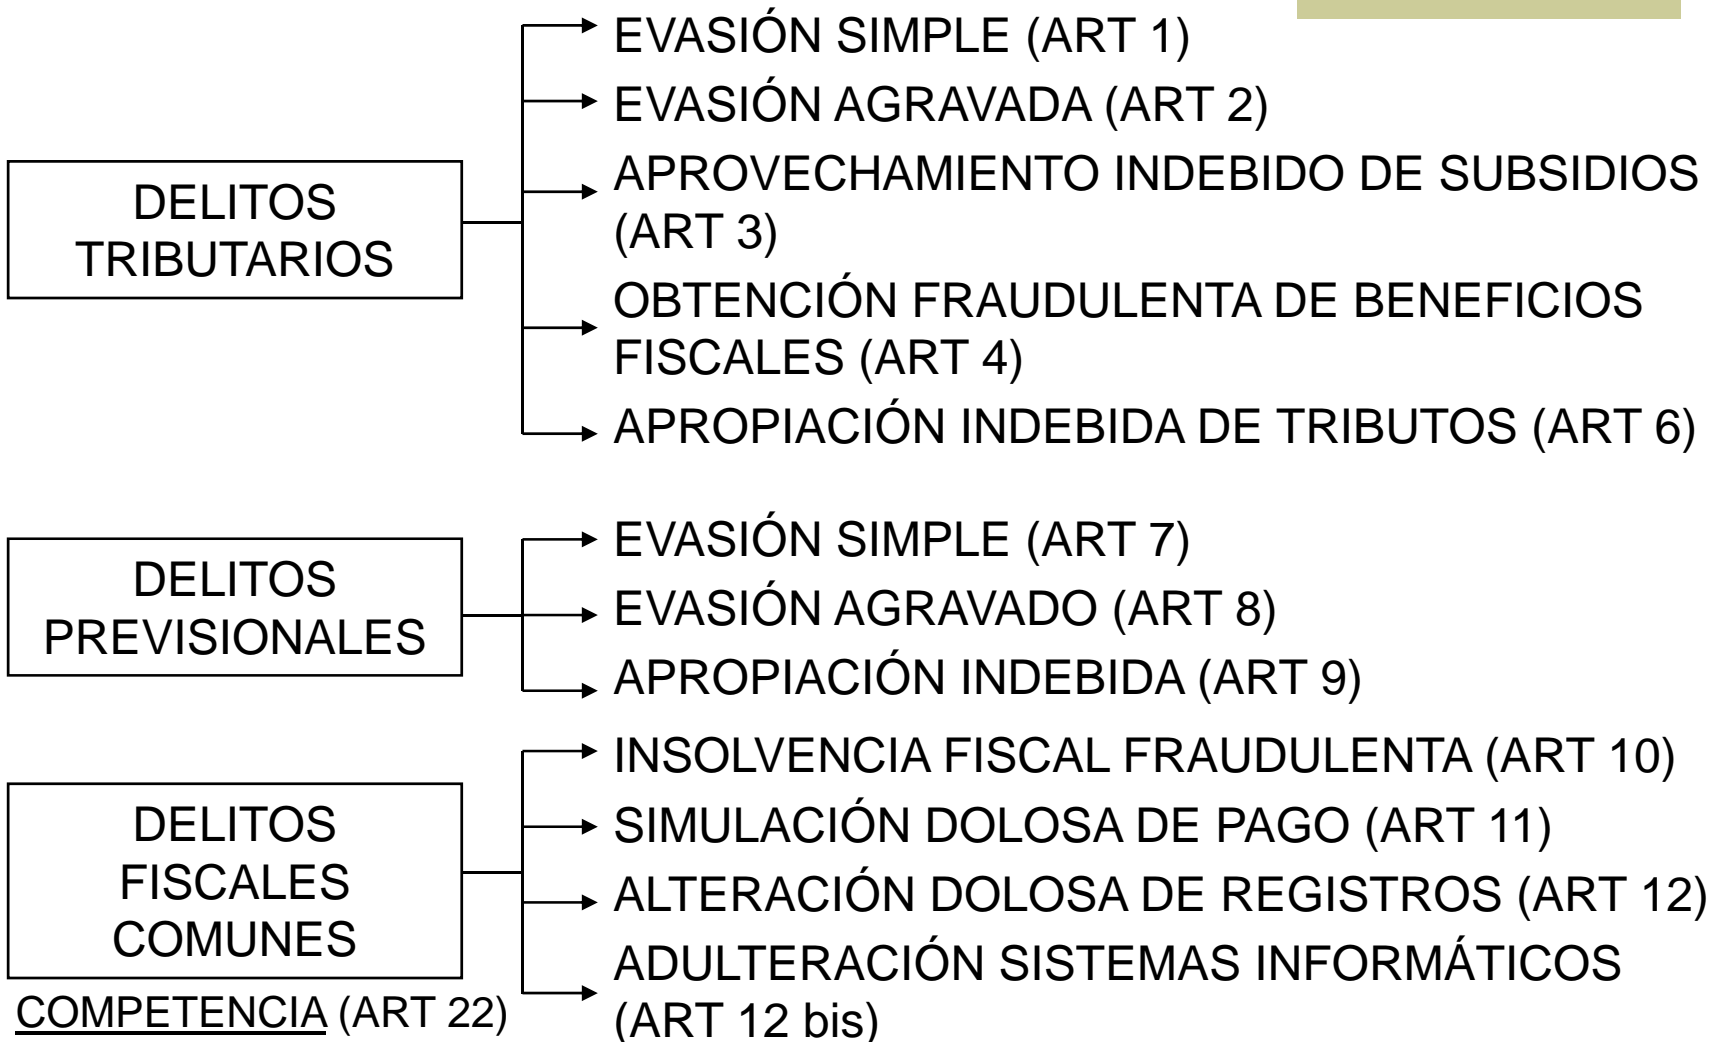 DELITOS
TRIBUTARIOS
EVASIÓN SIMPLE (ART 1)
EVASIÓN AGRAVADA (ART 2)
APROVECHAMIENTO INDEBIDO DE SUBSIDIOS
(ART 3)
OBTENCIÓN FRAUDULENTA DE BENEFICIOS
FISCALES (ART 4)
APROPIACIÓN INDEBIDA DE TRIBUTOS (ART 6)
DELITOS
PREVISIONALES
EVASIÓN SIMPLE (ART 7)
EVASIÓN AGRAVADO (ART 8)
APROPIACIÓN INDEBIDA (ART 9)
DELITOS
FISCALES
COMUNES
INSOLVENCIA FISCAL FRAUDULENTA (ART 10)
SIMULACIÓN DOLOSA DE PAGO (ART 11)
ALTERACIÓN DOLOSA DE REGISTROS (ART 12)
ADULTERACIÓN SISTEMAS INFORMÁTICOS
(ART 12 bis)
COMPETENCIA (ART 22)